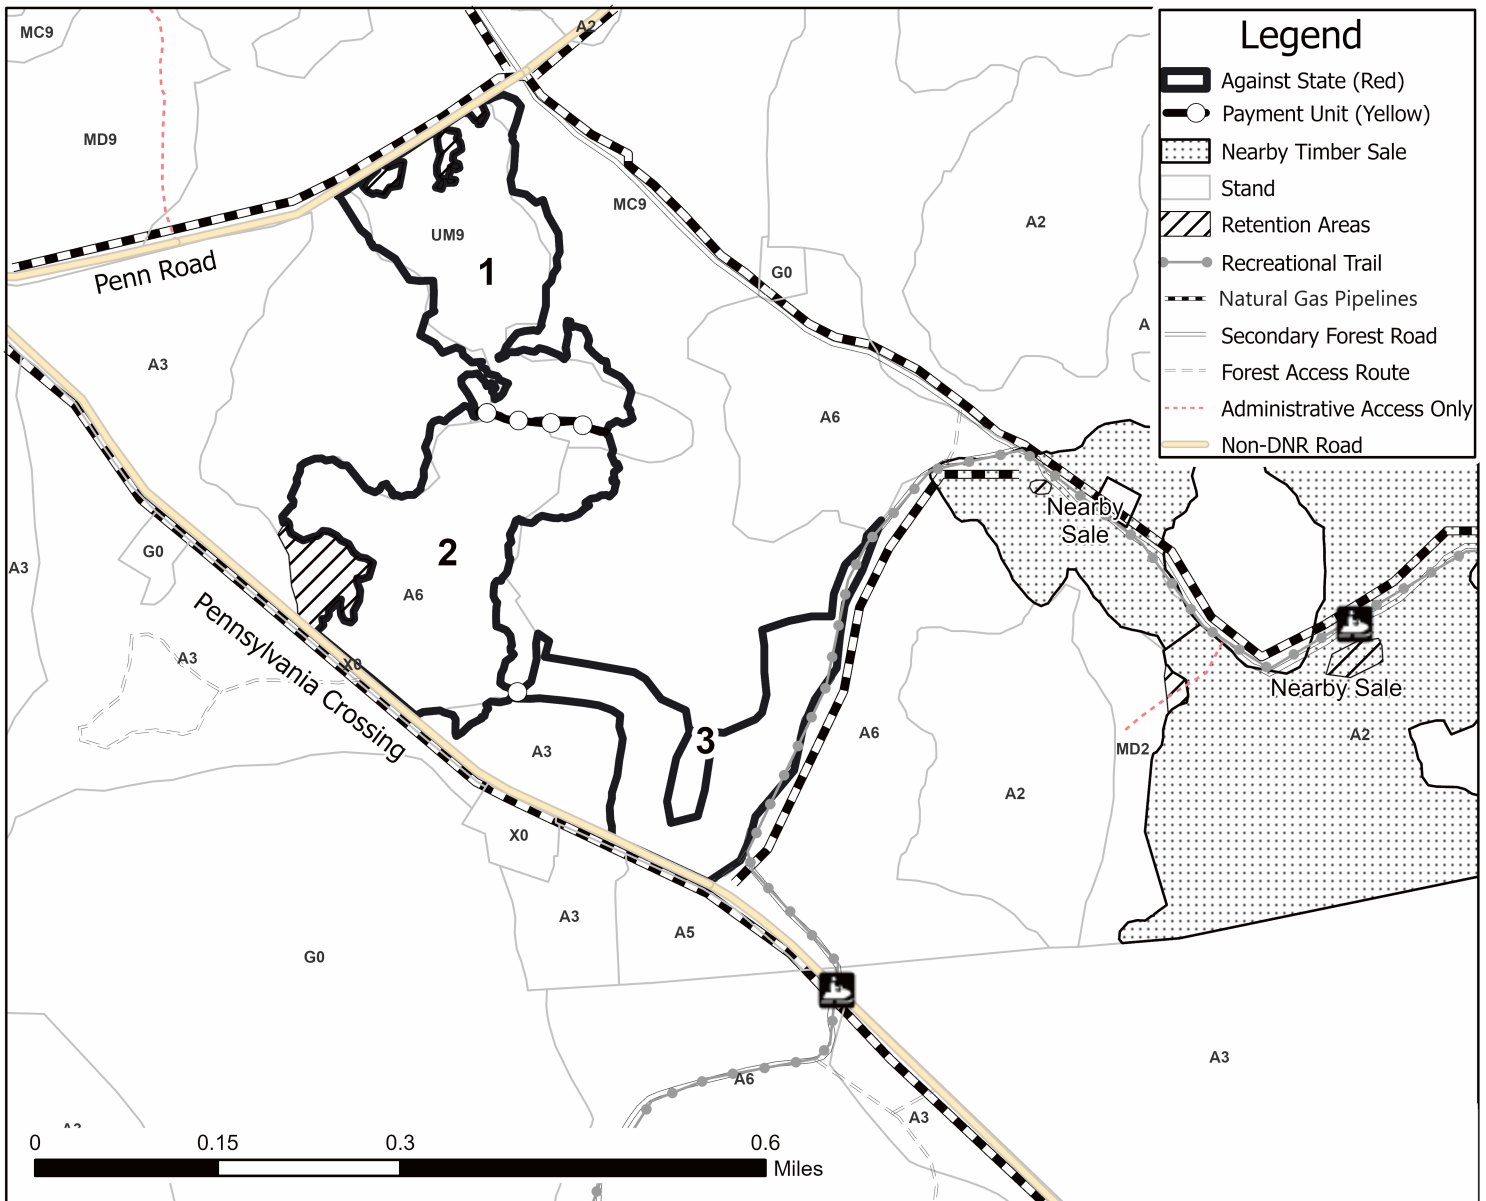 MC9
A2
Legend
Against State (Red)
Payment Unit (Yellow)
Nearby Timber Sale
Stand
Retention Areas
Recreational Trail
Natural Gas Pipelines
Secondary Forest Road
Forest Access Route
Administrative Access Only
Non-DNR Road
MD9
MC9
A2
UM9
1
G0
Penn Road
A
A3
A6
Nearby
Sale
G0
2
A3
A6
Pennsylvania Crossing
A3
X0
Nearby Sale
A3
3
A6
MD2
A2
A2
X0
A3
A5
G0
A3
A6
A3
0
0.15
0.3
0.6
Miles